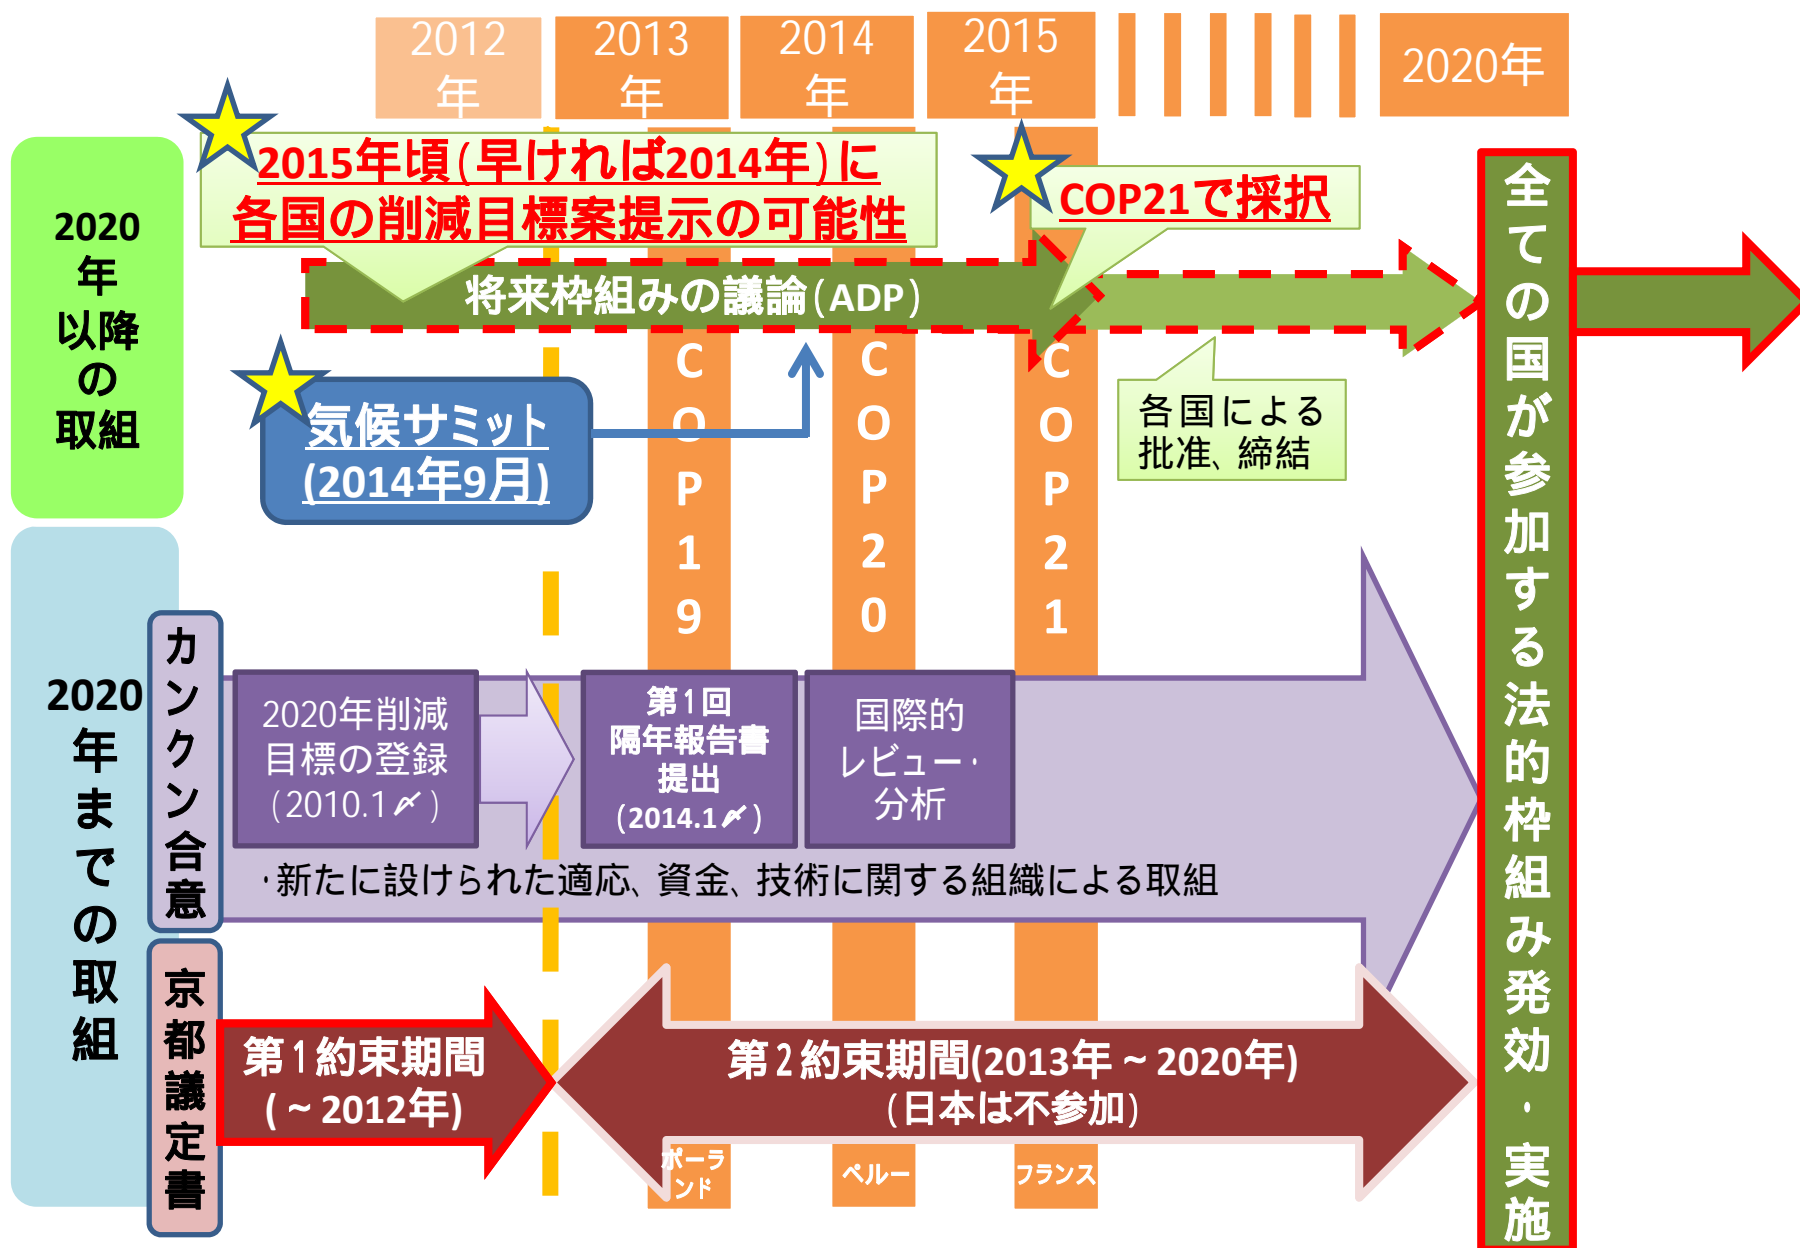 2012
年
2013
年
2014
年
2015
年
2020年
2015年頃(早ければ2014年)に
各国の削減目標案提示の可能性
COP21で採択
2020
年
以降
の
取組
将来枠組みの議論(ADP)
気候サミット
(2014年9月)
各国による
批准、締結
COP19
COP20
COP21
全ての国が参加する法的枠組み発効・実施
2020
年
ま
で
の
取
組
カンクン合意
2020年削減
目標の登録
(2010.1〆)
第1回
隔年報告書
提出
(2014.1〆)
国際的
レビュー・
分析
・新たに設けられた適応、資金、技術に関する組織による取組
京都議定書
第1約束期間
(~2012年)
第2約束期間(2013年~2020年)
(日本は不参加)
ポーラ
ンド
ペルー
フランス